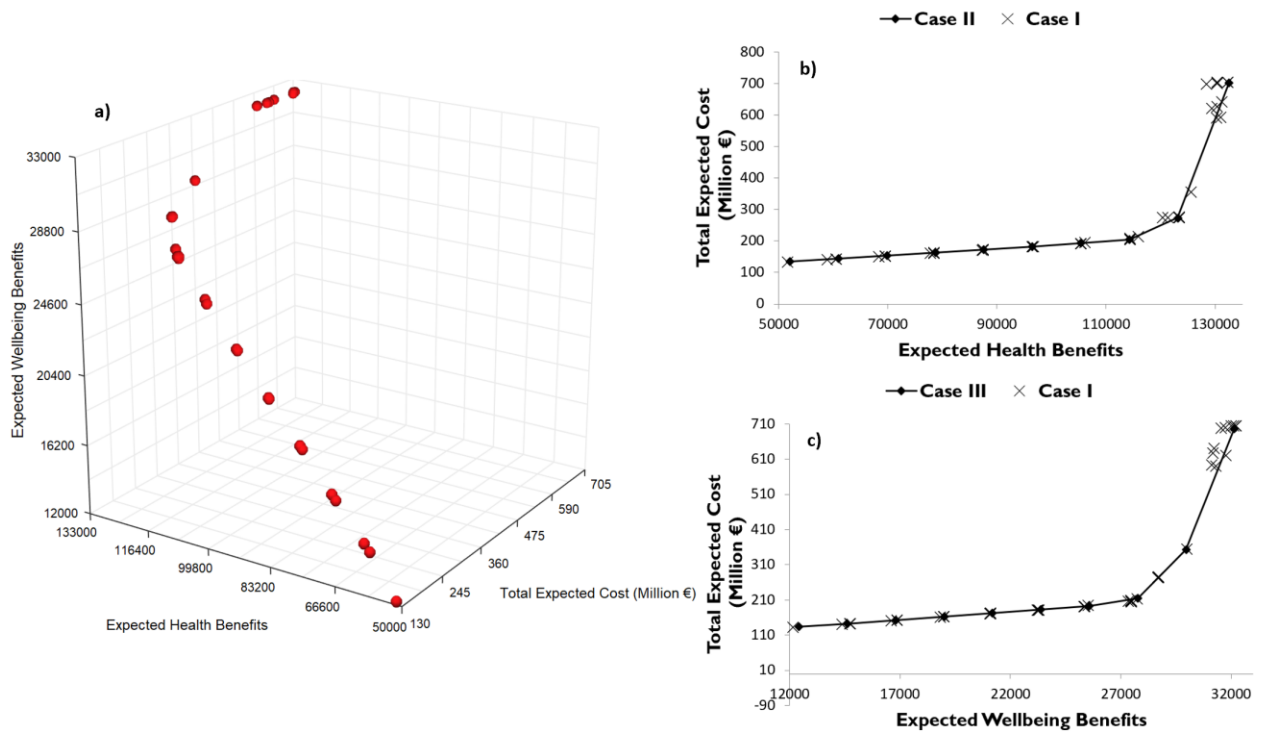 a)
33000
28800
24600
20400
16200
12000
Expected Wellbeing Benefits
133000
116400
99800
83200
66600
50000
Expected Health Benefits
130
245
360
475
590
705
Total Expected Cost (Million €)
Case II Case I
b)
800
700
600
500
400
300
200
100
0
Total Expected Cost
(Million €)
50000 70000 90000 110000 130000
Expected Health Benefits
Case III Case I
c)
710
610
510
410
310
210
110
10
-90
Total Expected Cost
(Million €)
12000 17000 22000 27000 32000
Expected Wellbeing Benefits